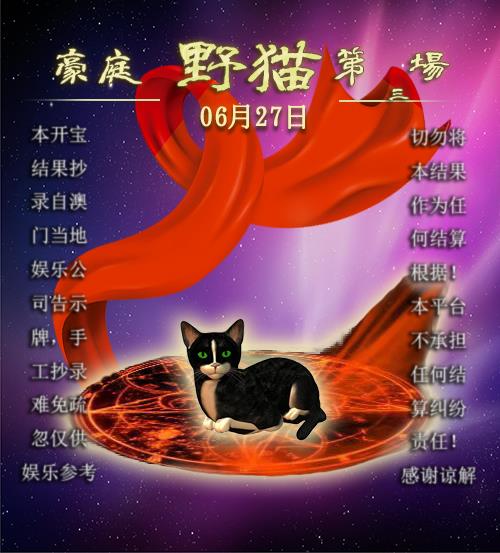 豪庭 野猫 第三場
06月27日
本开宝
结果抄
录自澳
门当地
娱乐公
司告示
牌，手
工抄录
难免疏
忽仅供
娱乐参考
切勿将
本结果
作为任
何结算
根据！
本平台
不承担
任何结
算纠纷
责任！
感谢谅解